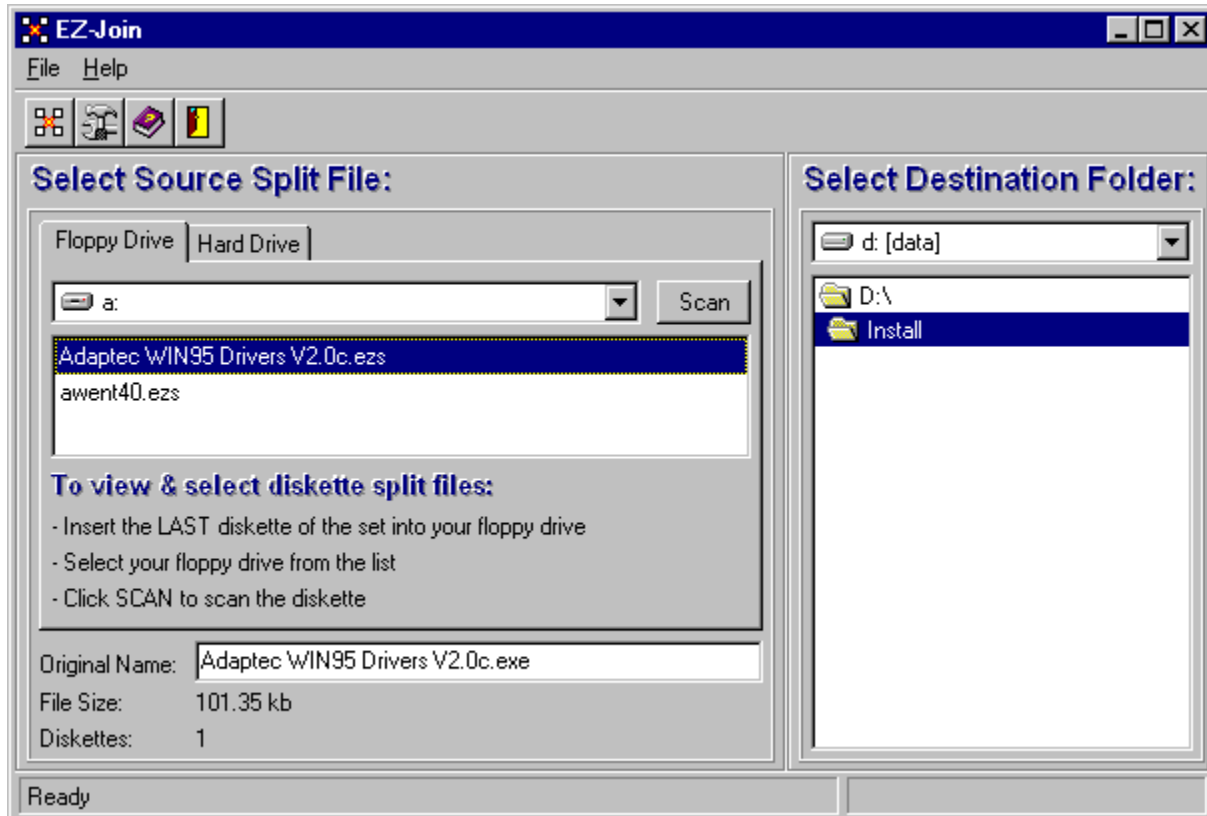 EZ-Join
File Help
Select Source Split File:
Floppy Drive
Hard Drive
a:
Scan
Adaptec WIN95 Drivers V2.0c.ezs
awent40.ezs
To view & select diskette split files:
- Insert the LAST diskette of the set into your floppy drive
- Select your floppy drive from the list
- Click SCAN to scan the diskette
Original Name: Adaptec WIN95 Drivers V2.0c.exe
File Size: 101.35 kb
Diskettes: 1
Select Destination Folder:
d: [data]
D:\
Install
Ready